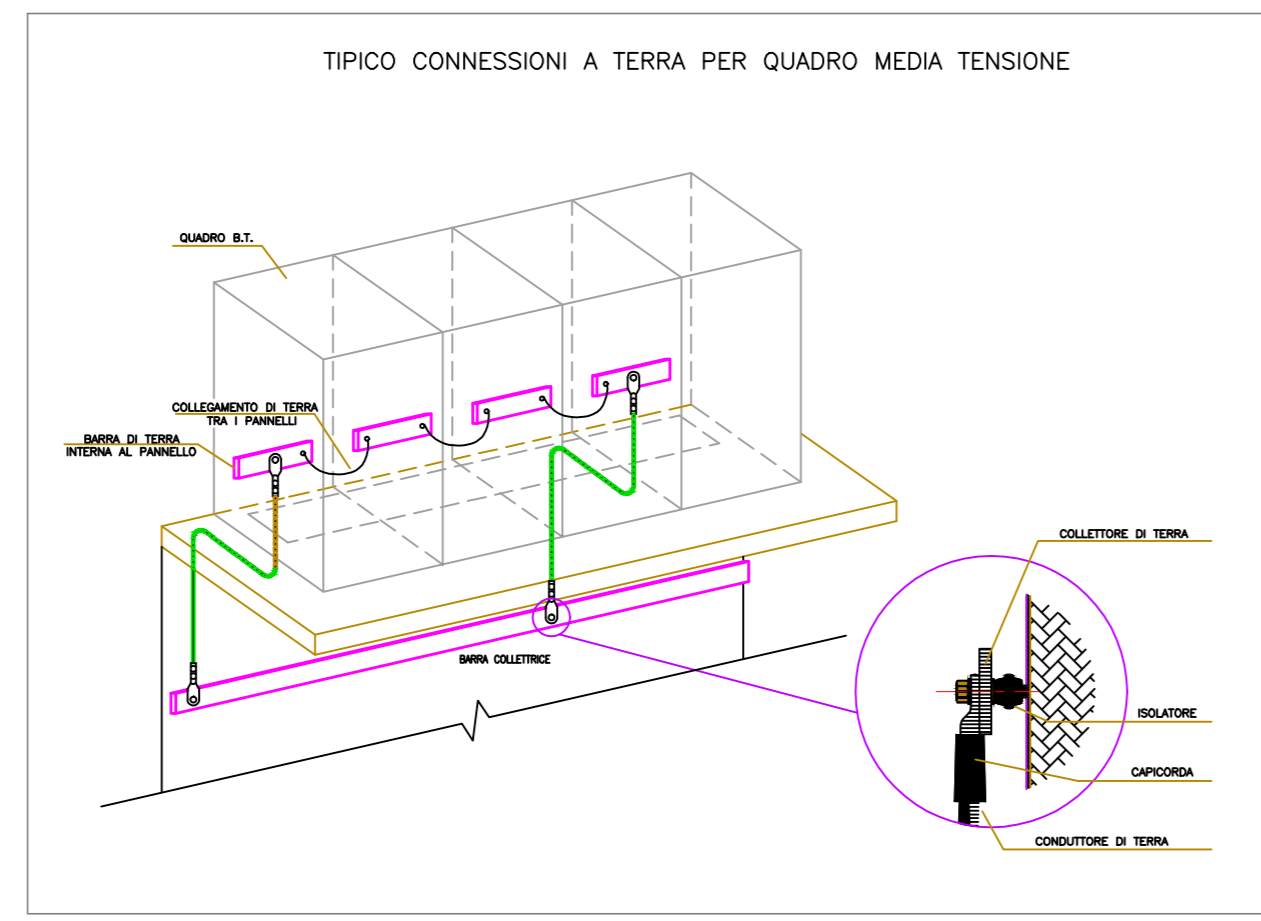 TIPICO CONNESSIONI A TERRA PER QUADRO MEDIA TENSIONE
QUADRO B.T.
COLLEGAMENTO DI TERRA
TRA I PANNELLI
BARRA DI TERRA
INTERNA AL PANNELLO
BARRA COLLETTRICE
COLLETTORE DI TERRA
ISOLATORE
CAPICORDA
CONDUTTORE DI TERRA